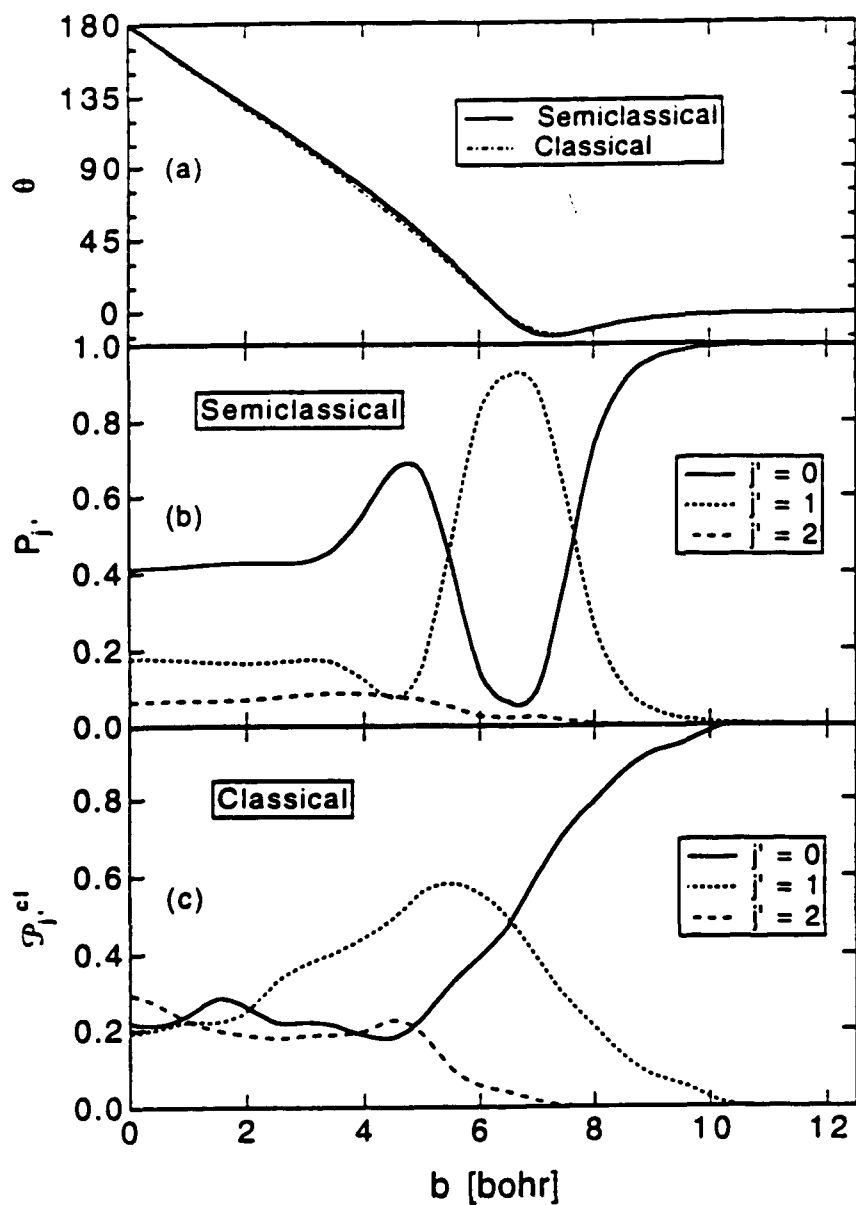 180
135
90
45
0
θ
(a)
Semiclassical
Classical
1.0
0.8
0.6
0.4
0.2
0.0
P_j'
Semiclassical
(b)
j' = 0
j' = 1
j' = 2
0.8
0.6
0.4
0.2
0.0
𝒫_j'^cl
Classical
(c)
j' = 0
j' = 1
j' = 2
0 2 4 6 8 10 12
b [bohr]